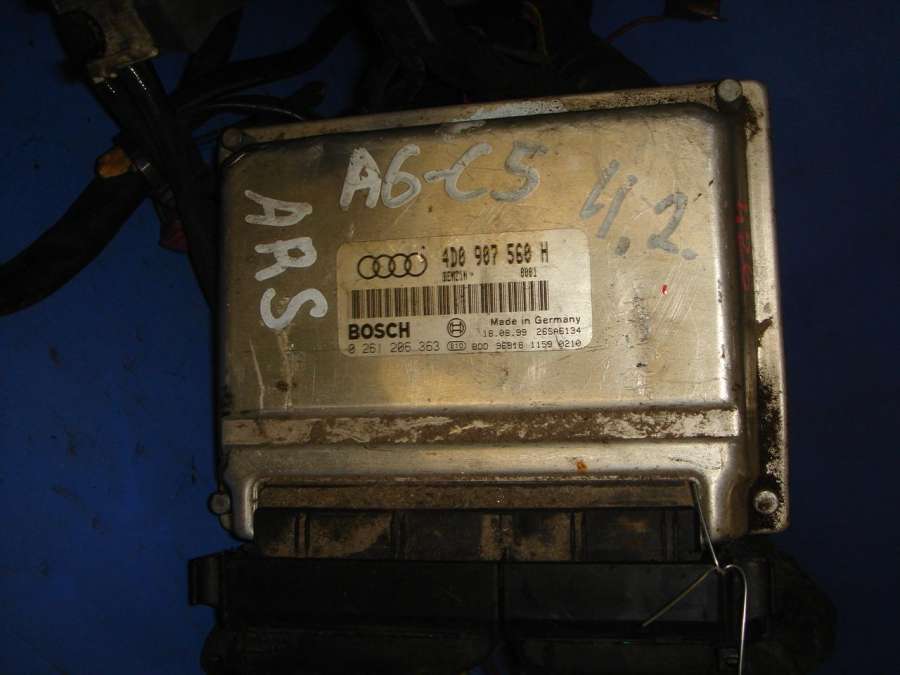 A6-C5
4.2.
ARS
4D0 907 560 H
BENZIN 0001
BOSCH
Made in Germany
18.08.99 26SA6134
0 261 206 363 BDD 96818 1159 0210